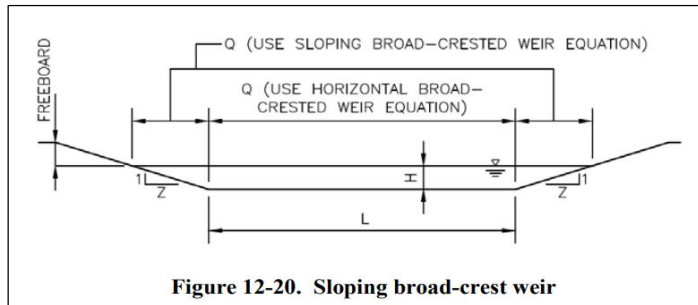 Q (USE SLOPING BROAD-CRESTED WEIR EQUATION)
Q (USE HORIZONTAL BROAD-
CRESTED WEIR EQUATION)
FREEBOARD
1
Z
H
1
Z
L
Figure 12-20. Sloping broad-crest weir